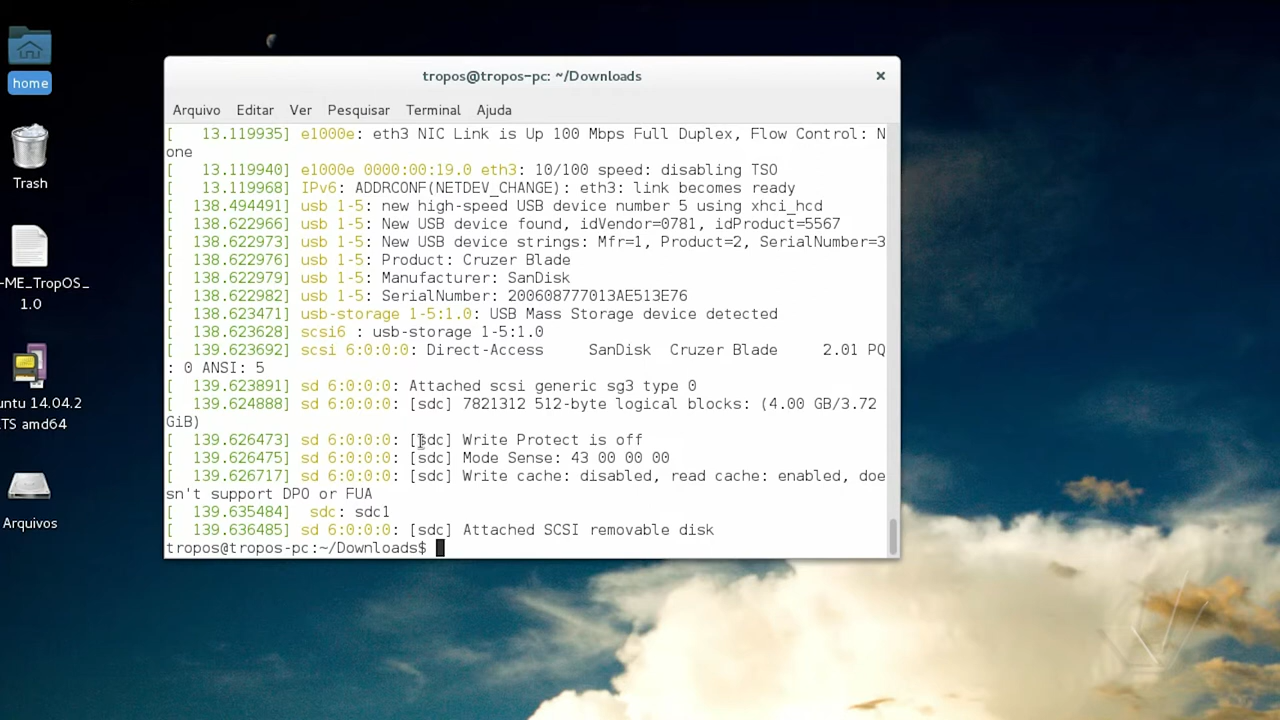 home
Trash
-ME_TropOS_
1.0
untu 14.04.2
TS amd64
Arquivos
tropos@tropos-pc: ~/Downloads
×
Arquivo Editar Ver Pesquisar Terminal Ajuda
[   13.119935] e1000e: eth3 NIC Link is Up 100 Mbps Full Duplex, Flow Control: N
one
[   13.119940] e1000e 0000:00:19.0 eth3: 10/100 speed: disabling TSO
[   13.119968] IPv6: ADDRCONF(NETDEV_CHANGE): eth3: link becomes ready
[  138.494491] usb 1-5: new high-speed USB device number 5 using xhci_hcd
[  138.622966] usb 1-5: New USB device found, idVendor=0781, idProduct=5567
[  138.622973] usb 1-5: New USB device strings: Mfr=1, Product=2, SerialNumber=3
[  138.622976] usb 1-5: Product: Cruzer Blade
[  138.622979] usb 1-5: Manufacturer: SanDisk
[  138.622982] usb 1-5: SerialNumber: 200608777013AE513E76
[  138.623471] usb-storage 1-5:1.0: USB Mass Storage device detected
[  138.623628] scsi6 : usb-storage 1-5:1.0
[  139.623692] scsi 6:0:0:0: Direct-Access     SanDisk  Cruzer Blade     2.01 PQ
: 0 ANSI: 5
[  139.623891] sd 6:0:0:0: Attached scsi generic sg3 type 0
[  139.624888] sd 6:0:0:0: [sdc] 7821312 512-byte logical blocks: (4.00 GB/3.72
GiB)
[  139.626473] sd 6:0:0:0: [sdc] Write Protect is off
[  139.626475] sd 6:0:0:0: [sdc] Mode Sense: 43 00 00 00
[  139.626717] sd 6:0:0:0: [sdc] Write cache: disabled, read cache: enabled, doe
sn't support DPO or FUA
[  139.635484]  sdc: sdc1
[  139.636485] sd 6:0:0:0: [sdc] Attached SCSI removable disk
tropos@tropos-pc:~/Downloads$